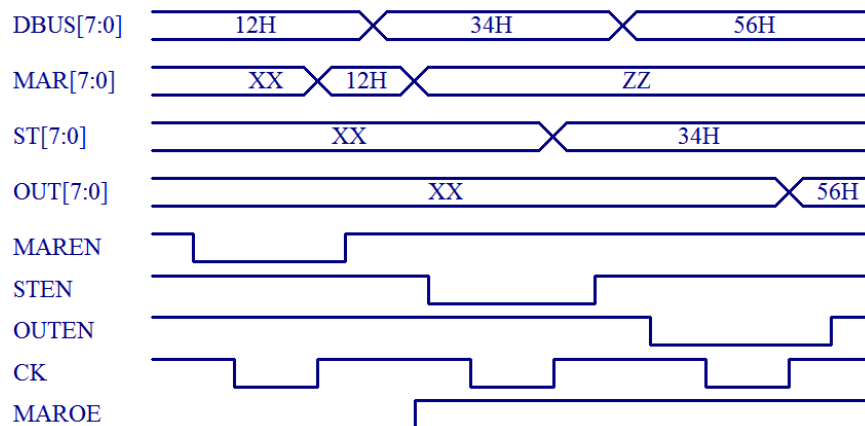 DBUS[7:0] 12H 34H 56H
MAR[7:0] XX 12H ZZ
ST[7:0] XX 34H
OUT[7:0] XX 56H
MAREN
STEN
OUTEN
CK
MAROE